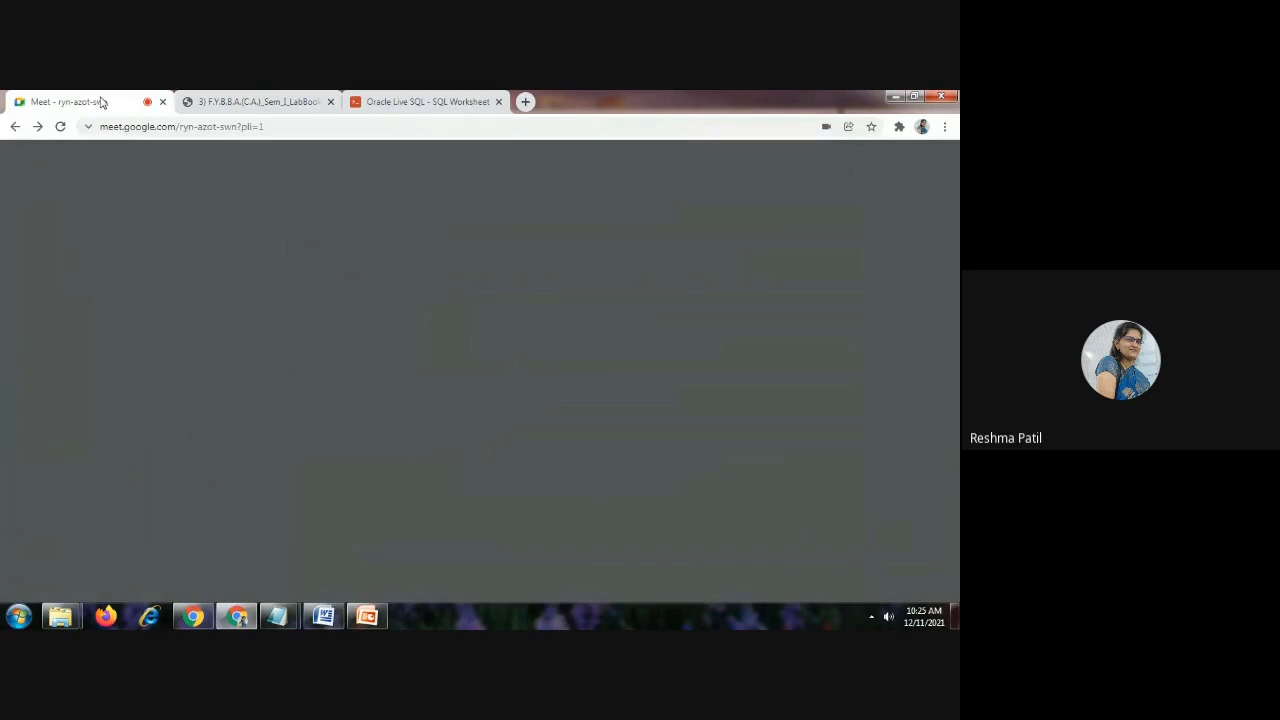 Meet - ryn-azot-sw
3) F.Y.B.B.A.(C.A.)_Sem_I_LabBoo
Oracle Live SQL - SQL Worksheet
meet.google.com/ryn-azot-swn?pli=1
Reshma Patil
10:25 AM
12/11/2021